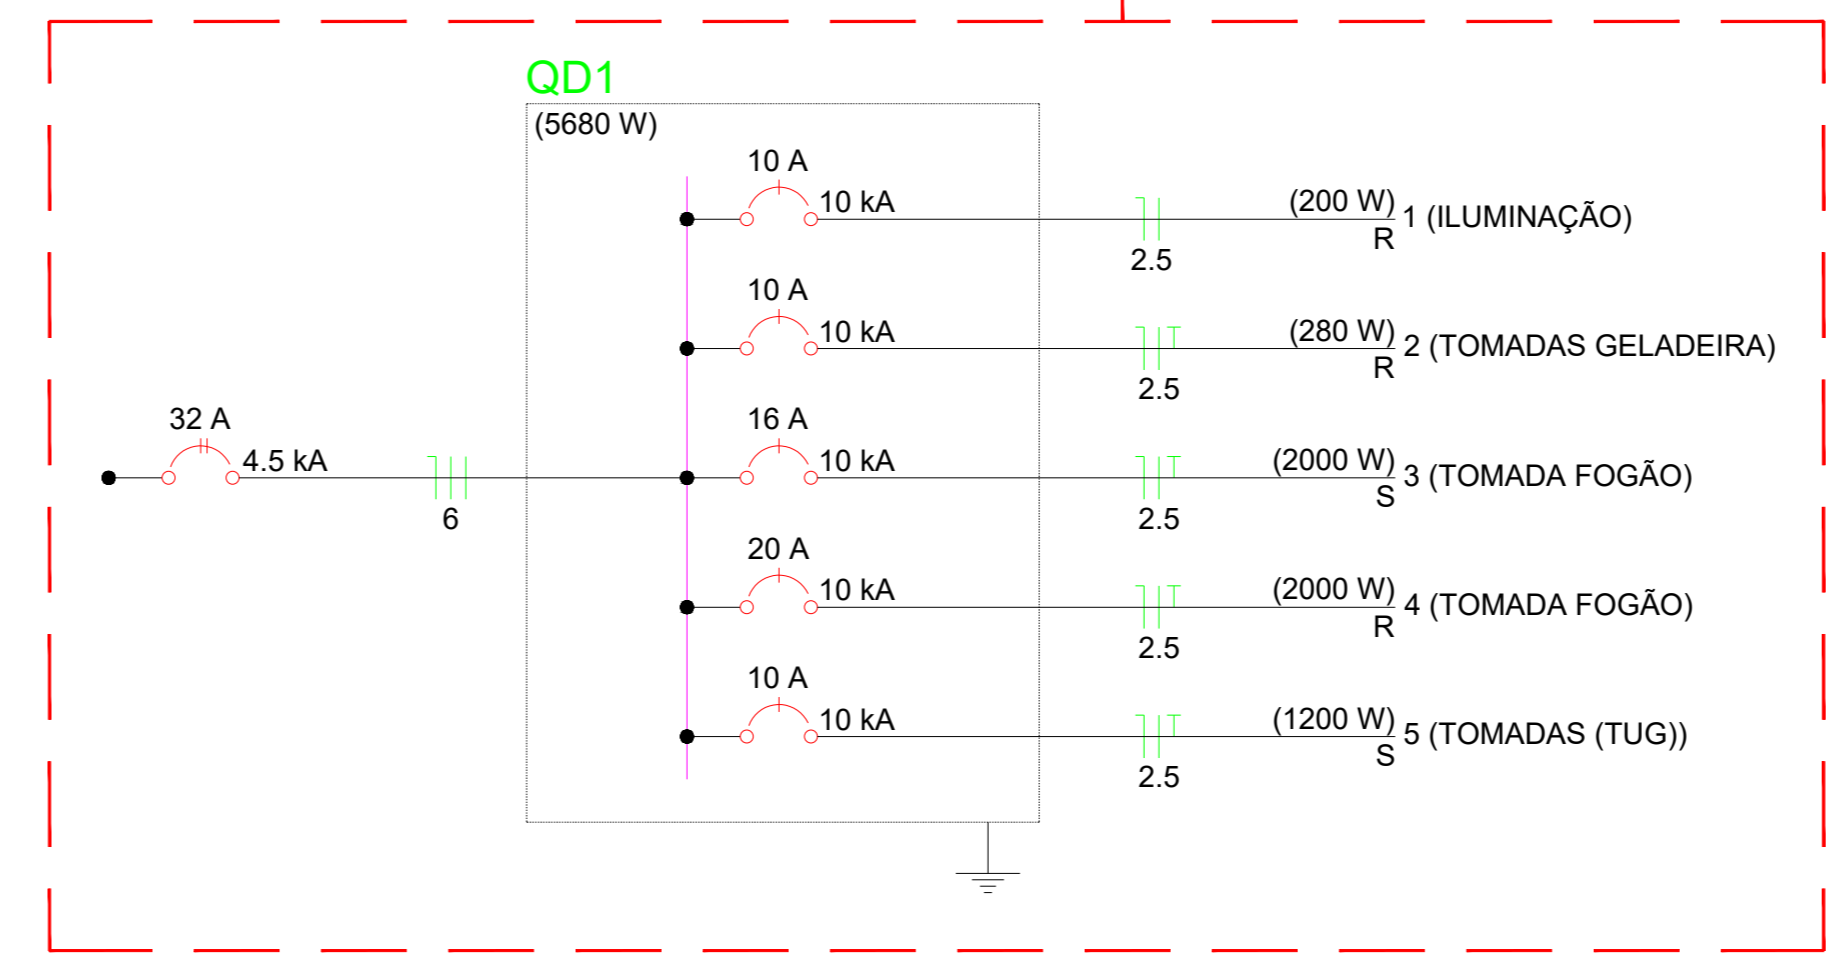 QD1
(5680 W)
10 A
10 kA
(200 W)
1 (ILUMINAÇÃO)
R
2.5
10 A
10 kA
(280 W)
2 (TOMADAS GELADEIRA)
R
2.5
32 A
4.5 kA
6
16 A
10 kA
(2000 W)
3 (TOMADA FOGÃO)
S
2.5
20 A
10 kA
(2000 W)
4 (TOMADA FOGÃO)
R
2.5
10 A
10 kA
(1200 W)
5 (TOMADAS (TUG))
S
2.5